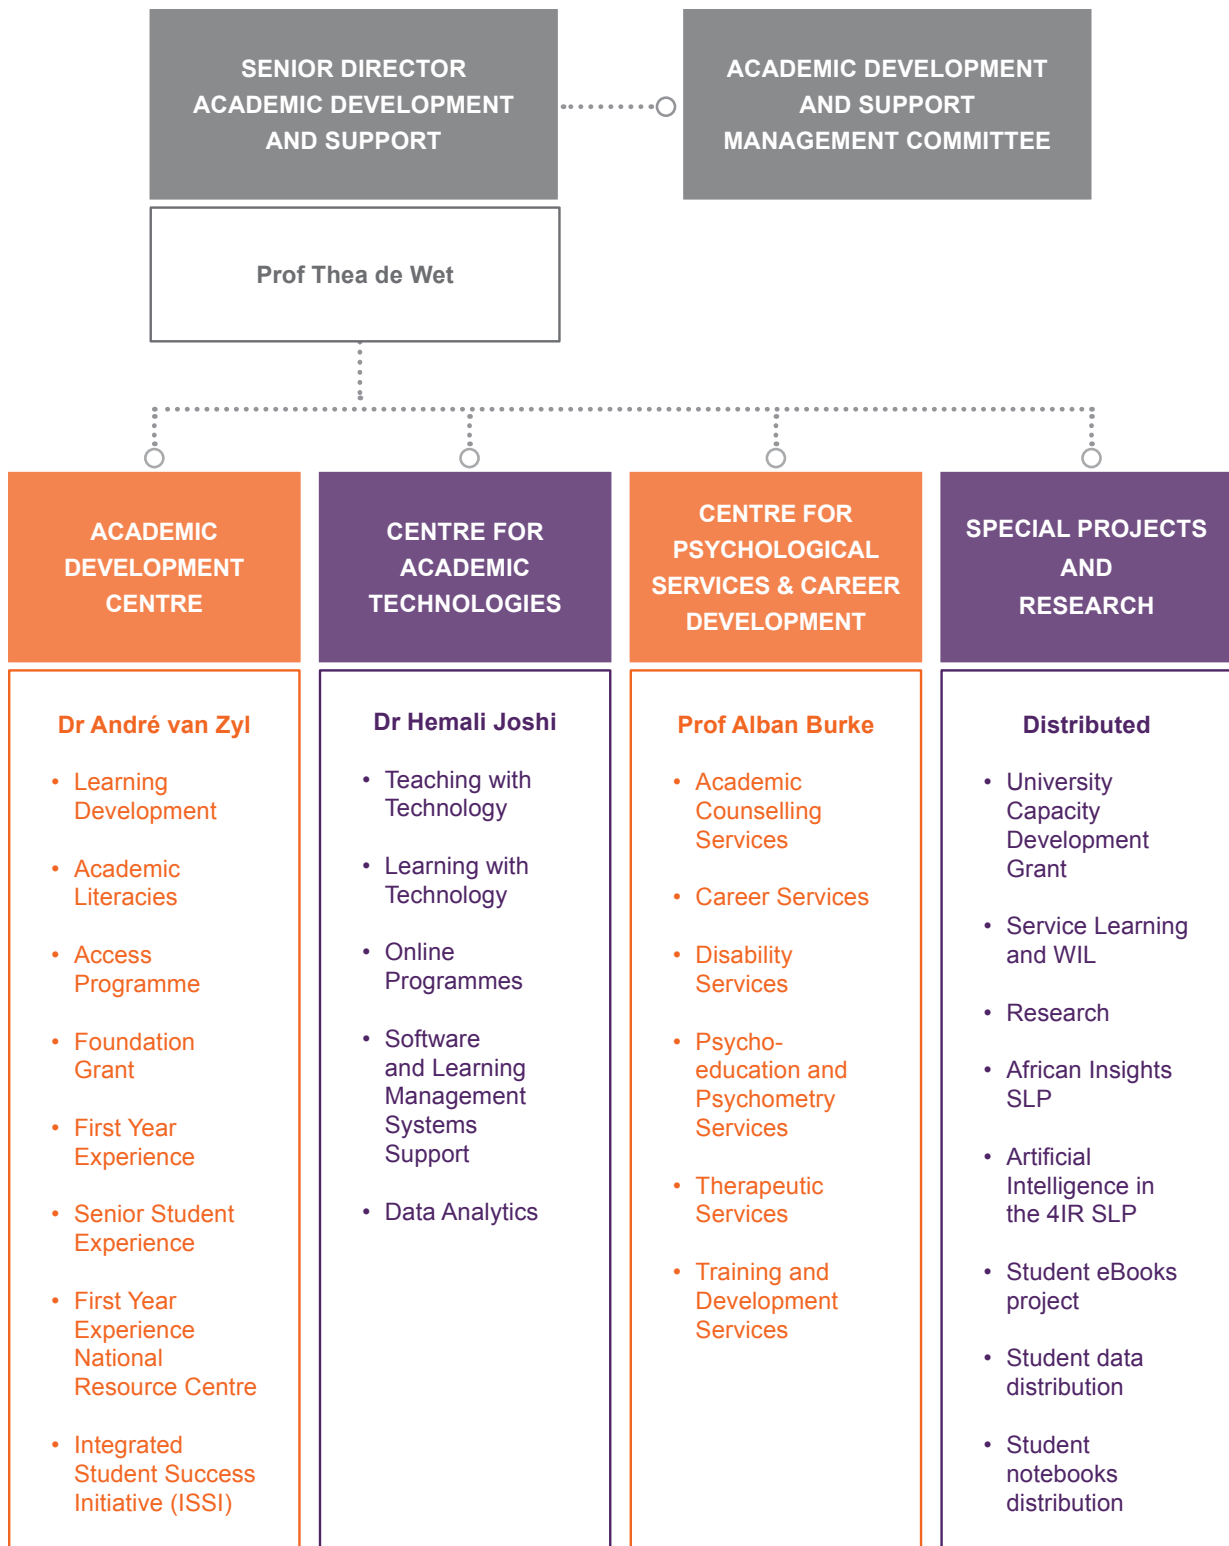 SENIOR DIRECTOR
ACADEMIC DEVELOPMENT
AND SUPPORT
ACADEMIC DEVELOPMENT
AND SUPPORT
MANAGEMENT COMMITTEE
Prof Thea de Wet
ACADEMIC
DEVELOPMENT
CENTRE
Dr André van Zyl
• Learning
Development
• Academic
Literacies
• Access
Programme
• Foundation
Grant
• First Year
Experience
• Senior Student
Experience
• First Year
Experience
National
Resource Centre
• Integrated
Student Success
Initiative (ISSI)
CENTRE FOR
ACADEMIC
TECHNOLOGIES
Dr Hemali Joshi
• Teaching with
Technology
• Learning with
Technology
• Online
Programmes
• Software
and Learning
Management
Systems
Support
• Data Analytics
CENTRE FOR
PSYCHOLOGICAL
SERVICES & CAREER
DEVELOPMENT
Prof Alban Burke
• Academic
Counselling
Services
• Career Services
• Disability
Services
• Psycho-
education and
Psychometry
Services
• Therapeutic
Services
• Training and
Development
Services
SPECIAL PROJECTS
AND
RESEARCH
Distributed
• University
Capacity
Development
Grant
• Service Learning
and WIL
• Research
• African Insights
SLP
• Artificial
Intelligence in
the 4IR SLP
• Student eBooks
project
• Student data
distribution
• Student
notebooks
distribution